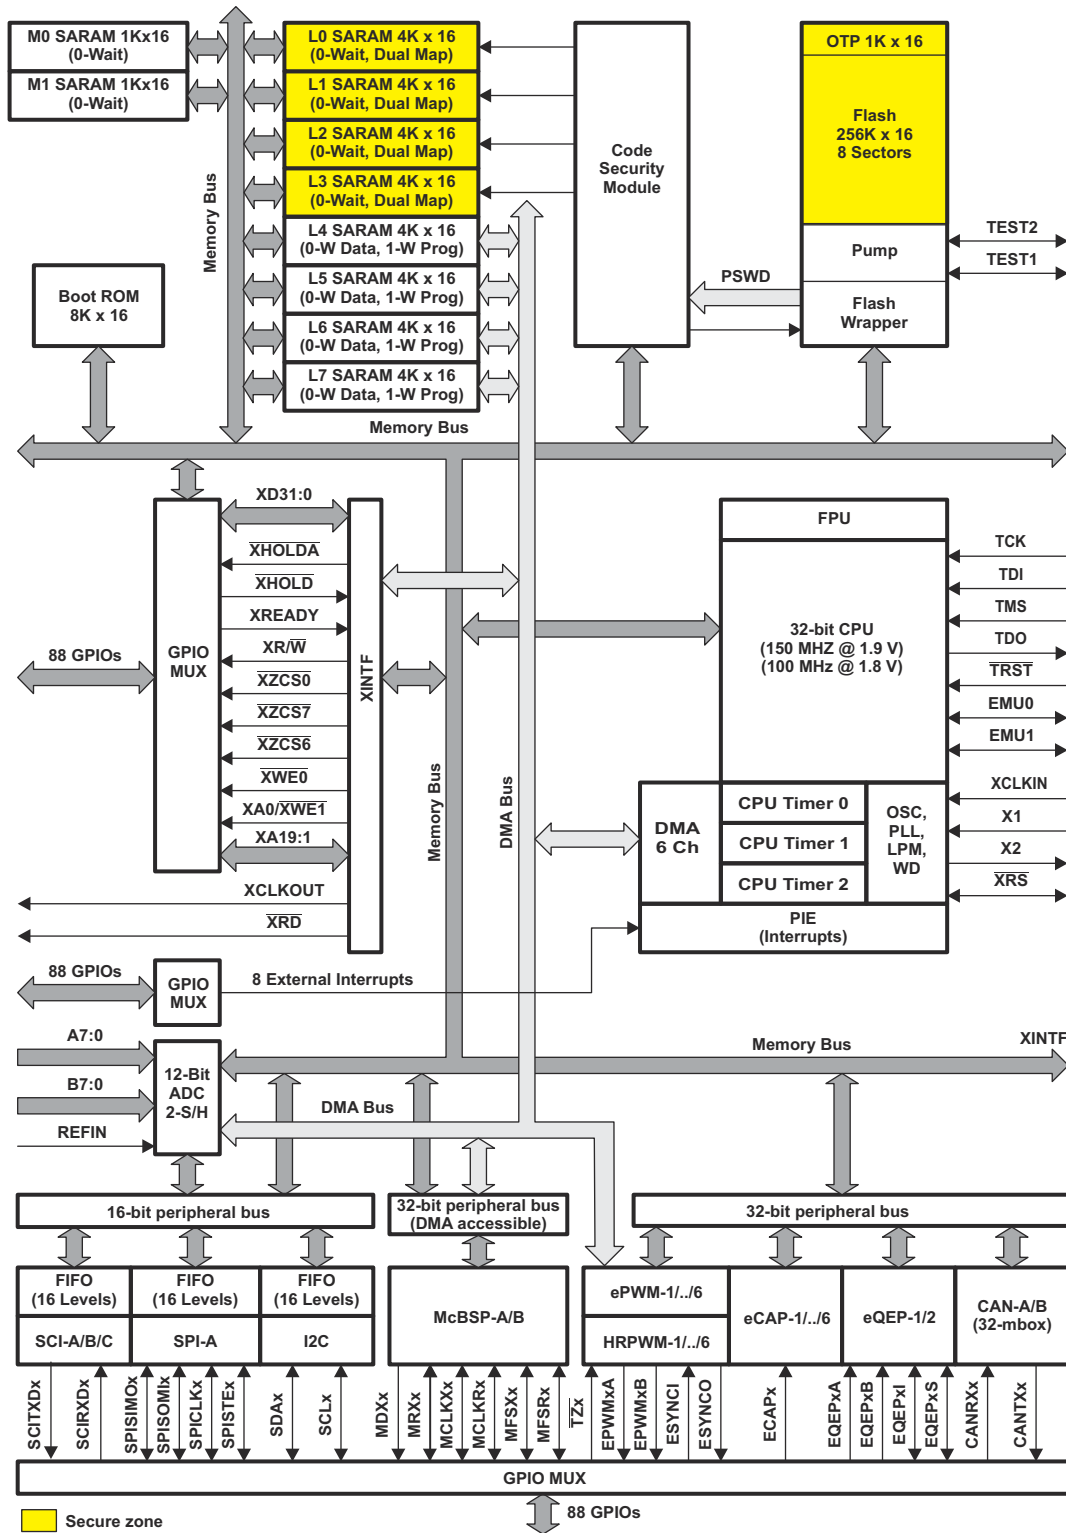 M0 SARAM 1Kx16
(0-Wait)
M1 SARAM 1Kx16
(0-Wait)
L0 SARAM 4K x 16
(0-Wait, Dual Map)
L1 SARAM 4K x 16
(0-Wait, Dual Map)
L2 SARAM 4K x 16
(0-Wait, Dual Map)
L3 SARAM 4K x 16
(0-Wait, Dual Map)
L4 SARAM 4K x 16
(0-W Data, 1-W Prog)
L5 SARAM 4K x 16
(0-W Data, 1-W Prog)
L6 SARAM 4K x 16
(0-W Data, 1-W Prog)
L7 SARAM 4K x 16
(0-W Data, 1-W Prog)
Memory Bus
Code
Security
Module
OTP 1K x 16
Flash
256K x 16
8 Sectors
Pump
Flash
Wrapper
TEST2
TEST1
PSWD
Boot ROM
8K x 16
Memory Bus
XD31:0
XHOLDA
XHOLD
XREADY
XR/W
XZCS0
XZCS7
XZCS6
XWE0
XA0/XWE1
XA19:1
XCLKOUT
XRD
GPIO
MUX
88 GPIOs
XINTF
Memory Bus
DMA Bus
FPU
32-bit CPU
(150 MHZ @ 1.9 V)
(100 MHz @ 1.8 V)
TCK
TDI
TMS
TDO
TRST
EMU0
EMU1
XCLKIN
X1
X2
XRS
DMA
6 Ch
CPU Timer 0
CPU Timer 1
CPU Timer 2
OSC,
PLL,
LPM,
WD
PIE
(Interrupts)
88 GPIOs
GPIO
MUX
8 External Interrupts
A7:0
B7:0
REFIN
12-Bit
ADC
2-S/H
Memory Bus
XINTF
DMA Bus
16-bit peripheral bus
32-bit peripheral bus
(DMA accessible)
32-bit peripheral bus
FIFO
(16 Levels)
FIFO
(16 Levels)
FIFO
(16 Levels)
SCI-A/B/C
SPI-A
I2C
McBSP-A/B
ePWM-1/../6
HRPWM-1/../6
eCAP-1/../6
eQEP-1/2
CAN-A/B
(32-mbox)
SCITXDx
SCIRXDx
SPISIMOx
SPISOMIx
SPICLKx
SPISTEx
SDAx
SCLx
MDXx
MRXx
MCLKXx
MCLKRx
MFSXx
MFSRx
TZx
EPWMxA
EPWMxB
ESYNCI
ESYNCO
ECAPx
EQEPxA
EQEPxB
EQEPxI
EQEPxS
CANRXx
CANTXx
GPIO MUX
88 GPIOs
Secure zone